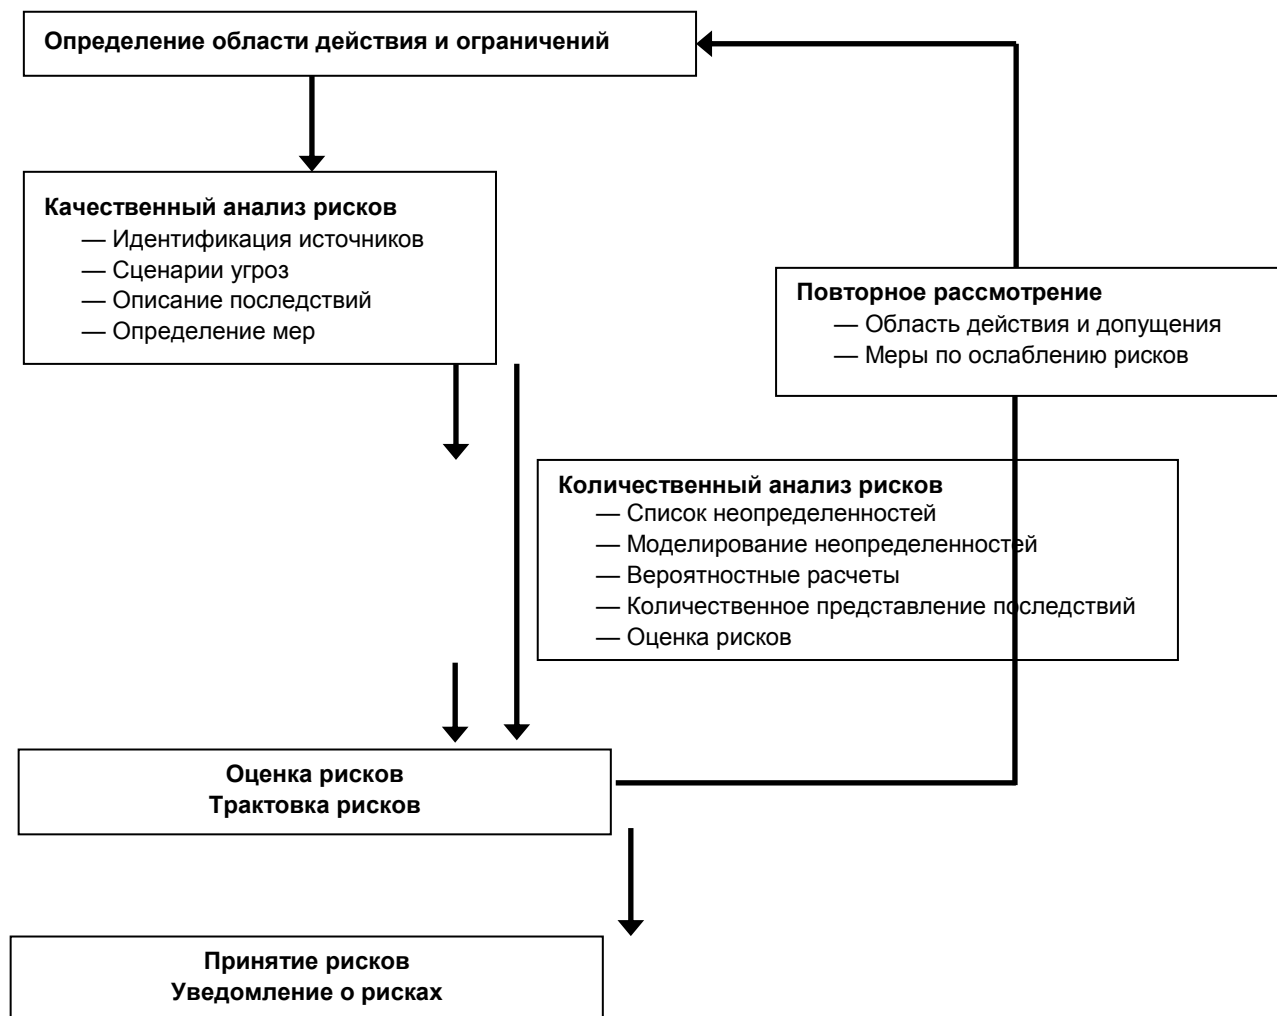 Определение области действия и ограничений
Качественный анализ рисков
— Идентификация источников
— Сценарии угроз
— Описание последствий
— Определение мер
Повторное рассмотрение
— Область действия и допущения
— Меры по ослаблению рисков
Количественный анализ рисков
— Список неопределенностей
— Моделирование неопределенностей
— Вероятностные расчеты
— Количественное представление последствий
— Оценка рисков
Оценка рисков
Трактовка рисков
Принятие рисков
Уведомление о рисках